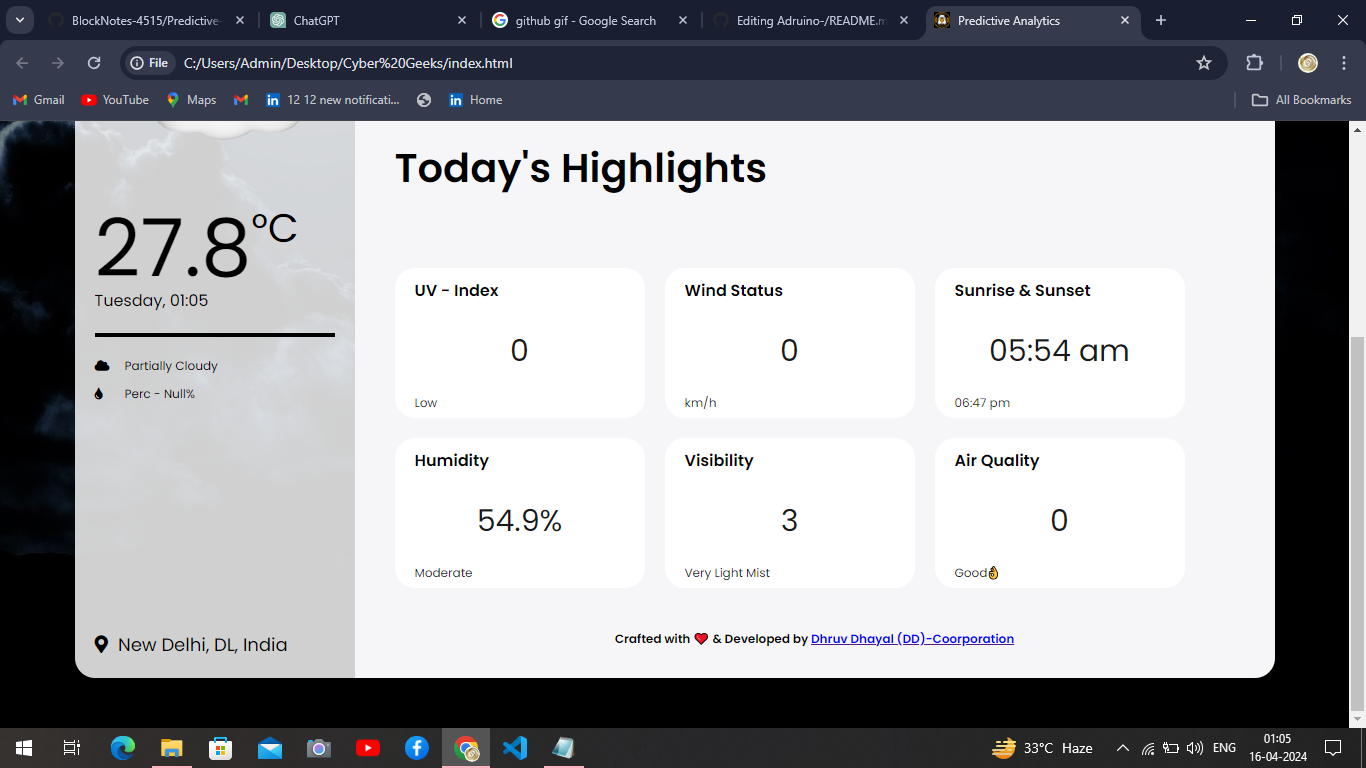 BlockNotes-4515/Predictive-
ChatGPT
github gif - Google Search
Editing Adruino-/README.m
Predictive Analytics
File
C:/Users/Admin/Desktop/Cyber%20Geeks/index.html
Gmail
YouTube
Maps
12 12 new notificati...
Home
All Bookmarks
27.8°C
Tuesday, 01:05
Partially Cloudy
Perc - Null%
New Delhi, DL, India
Today's Highlights
UV - Index
0
Low
Wind Status
0
km/h
Sunrise & Sunset
05:54 am
06:47 pm
Humidity
54.9%
Moderate
Visibility
3
Very Light Mist
Air Quality
0
Good👌
Crafted with ❤️ & Developed by Dhruv Dhayal (DD)-Coorporation
33°C Haze
ENG
01:05
16-04-2024